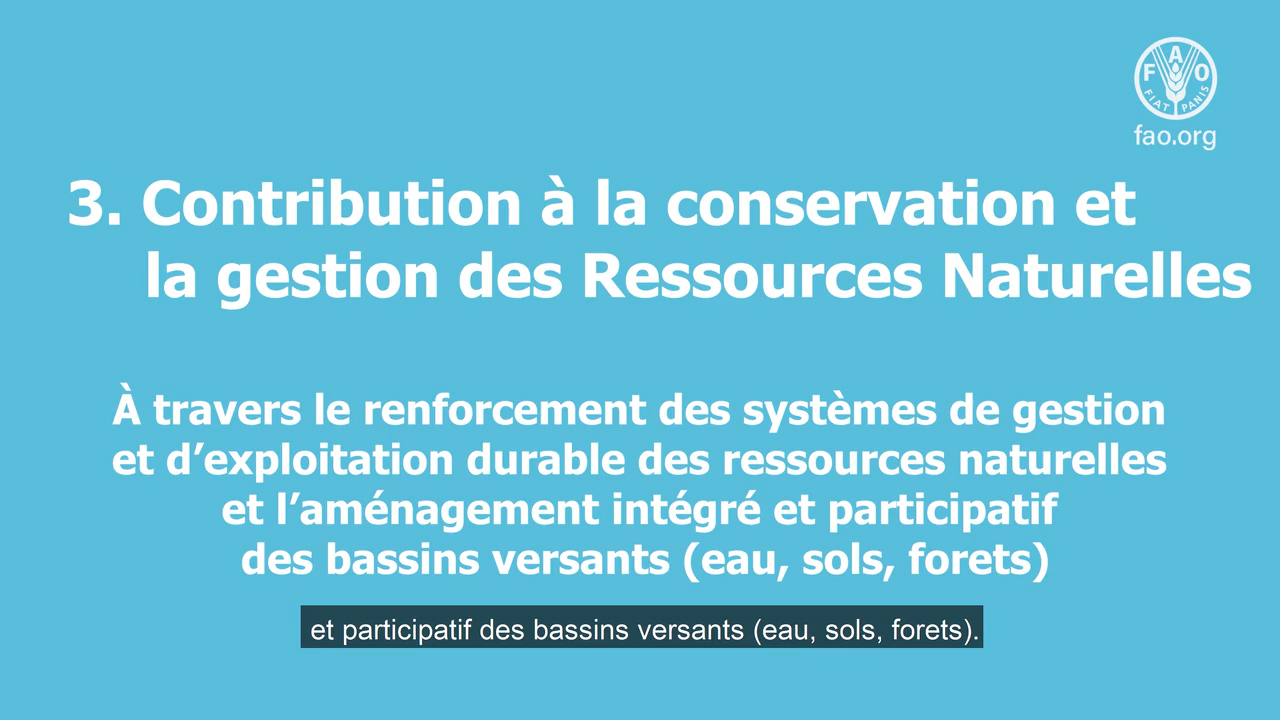 F A O
FIAT PANIS
fao.org
3. Contribution à la conservation et
la gestion des Ressources Naturelles
À travers le renforcement des systèmes de gestion
et d’exploitation durable des ressources naturelles
et l’aménagement intégré et participatif
des bassins versants (eau, sols, forets)
et participatif des bassins versants (eau, sols, forets).